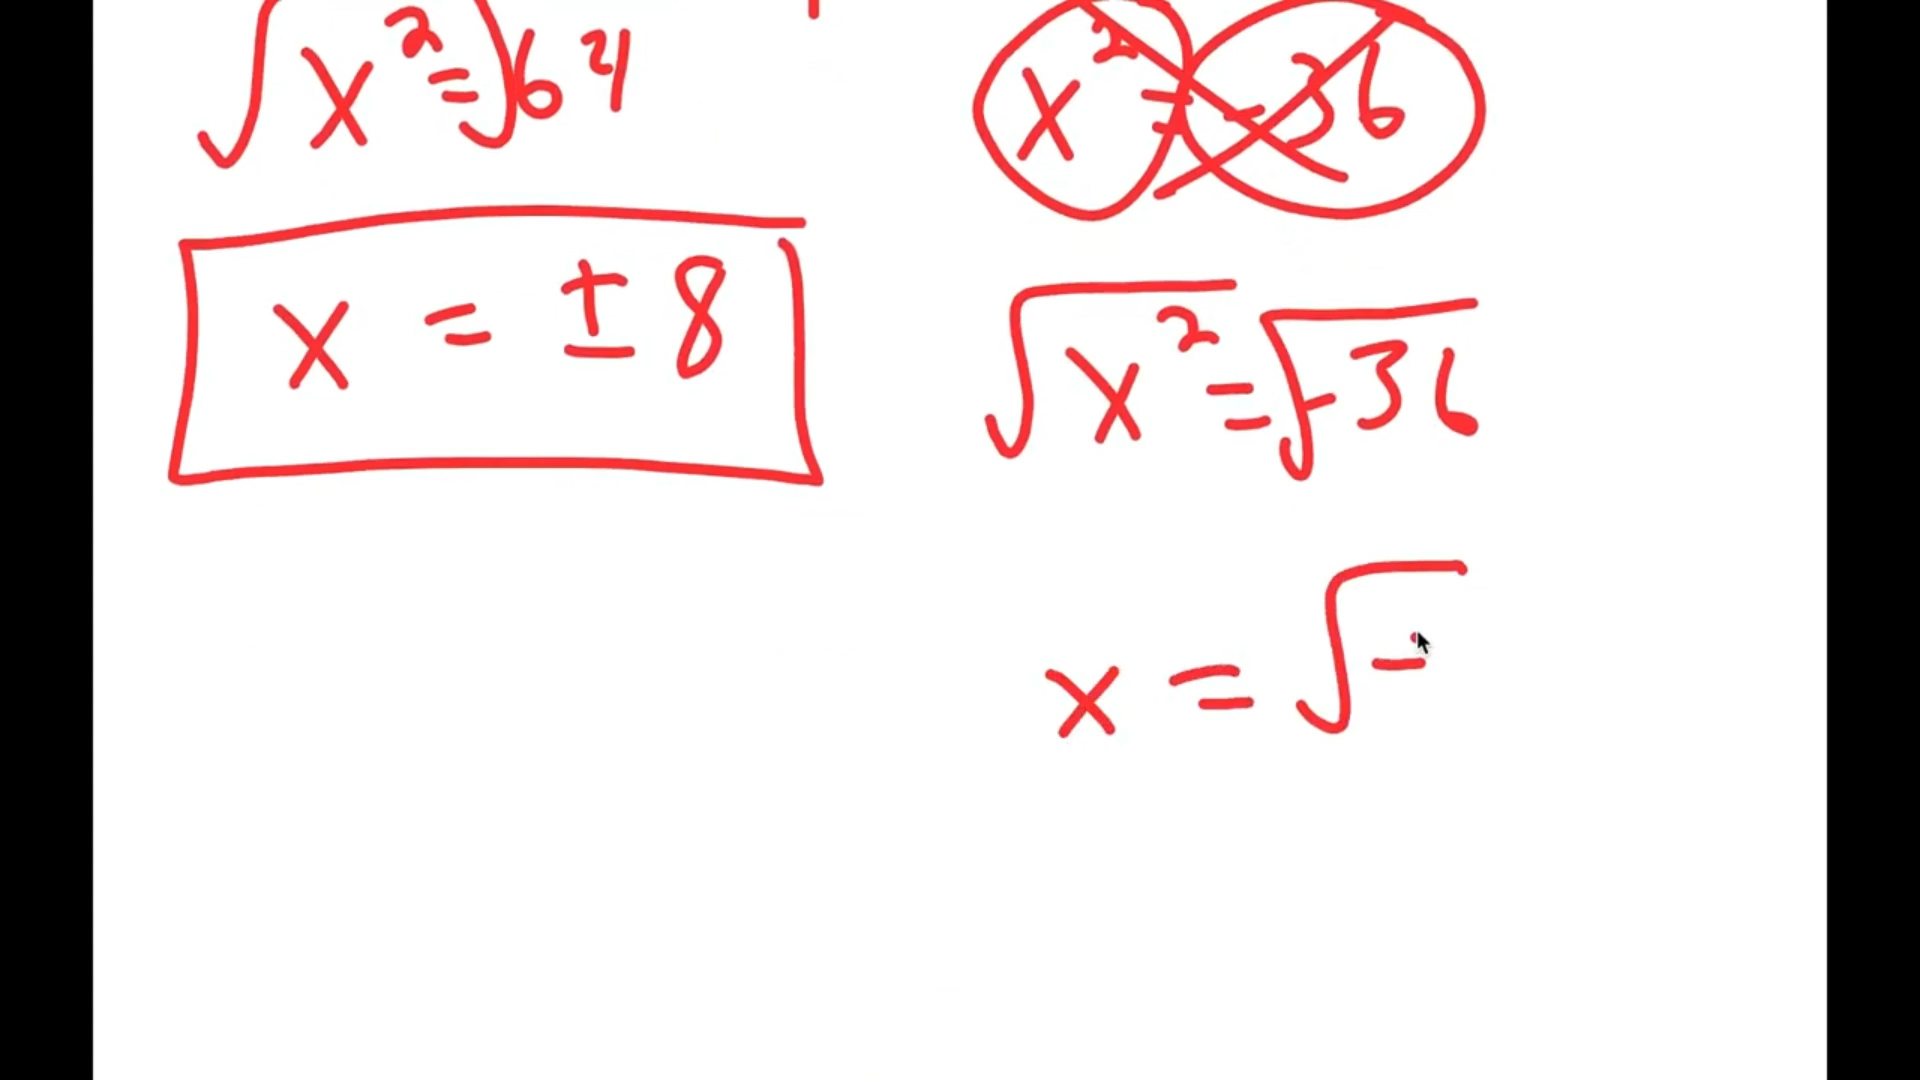 √x² = √64
x = ± 8
x² = -36
√x² = √-36
x = √-